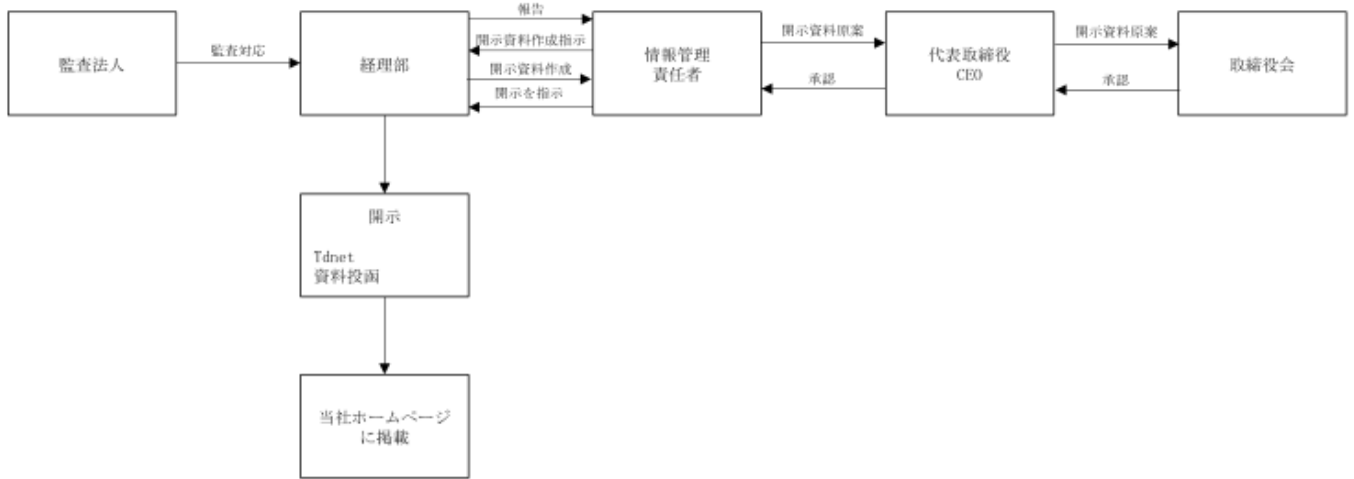 監査法人
監査対応
経理部
報告
開示資料作成指示
開示資料作成
開示を指示
情報管理
責任者
開示資料原案
承認
代表取締役
CEO
開示資料原案
承認
取締役会
開示
Tdnet
資料投函
当社ホームページ
に掲載